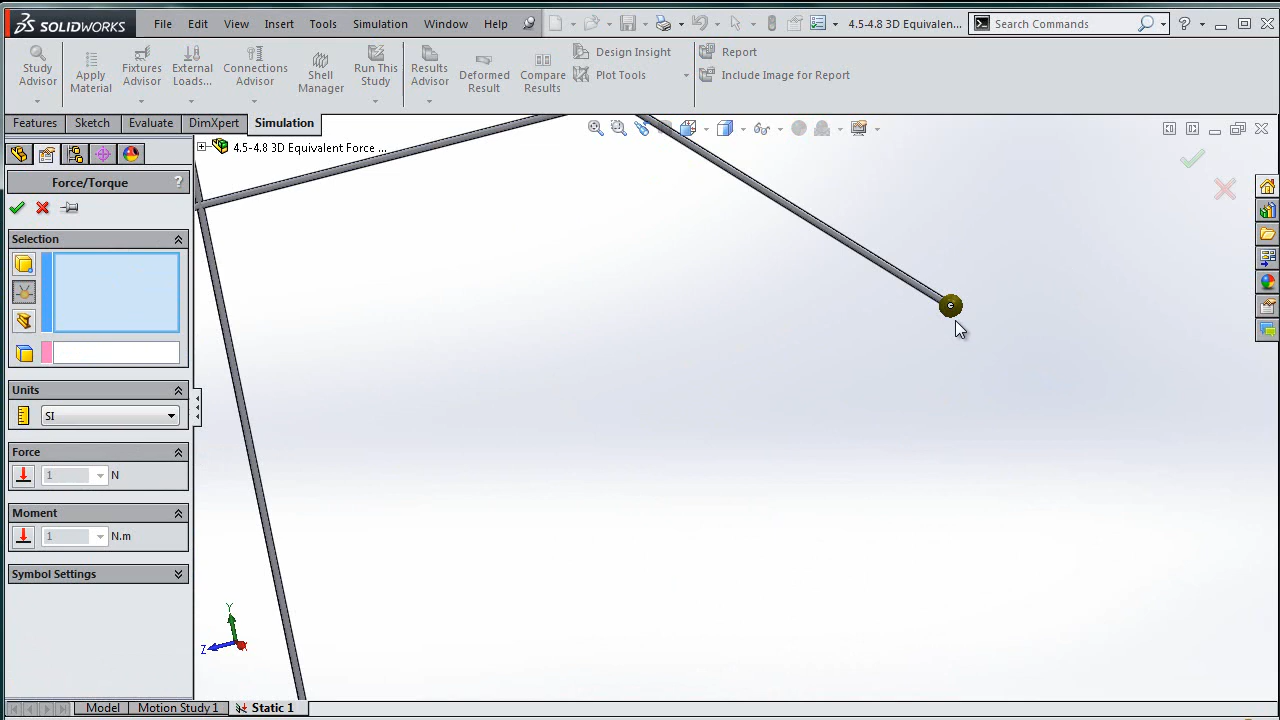 SOLIDWORKS File Edit View Insert Tools Simulation Window Help 4.5-4.8 3D Equivalen... Search Commands ?
Study Advisor
Apply Material
Fixtures Advisor
External Loads...
Connections Advisor
Shell Manager
Run This Study
Results Advisor
Deformed Result
Compare Results
Design Insight
Plot Tools
Report
Include Image for Report
Features Sketch Evaluate DimXpert Simulation
4.5-4.8 3D Equivalent Force ...
Force/Torque ?
Selection
Units
SI
Force
1 N
Moment
1 N.m
Symbol Settings
Y
Z
X
Model Motion Study 1 Static 1